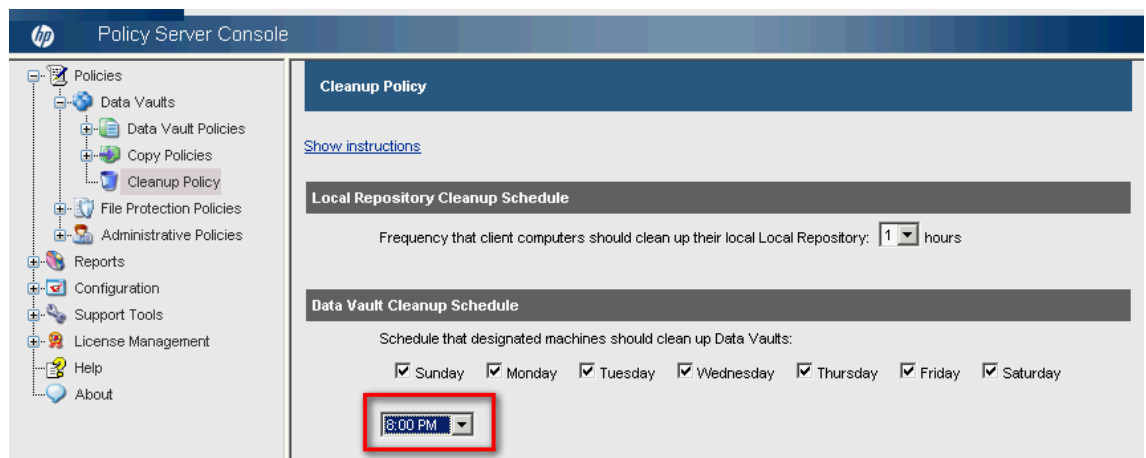 hp Policy Server Console
Policies
Data Vaults
Data Vault Policies
Copy Policies
Cleanup Policy
File Protection Policies
Administrative Policies
Reports
Configuration
Support Tools
License Management
Help
About
Cleanup Policy
Show instructions
Local Repository Cleanup Schedule
Frequency that client computers should clean up their local Local Repository: 1 hours
Data Vault Cleanup Schedule
Schedule that designated machines should clean up Data Vaults:
Sunday Monday Tuesday Wednesday Thursday Friday Saturday
8:00 PM